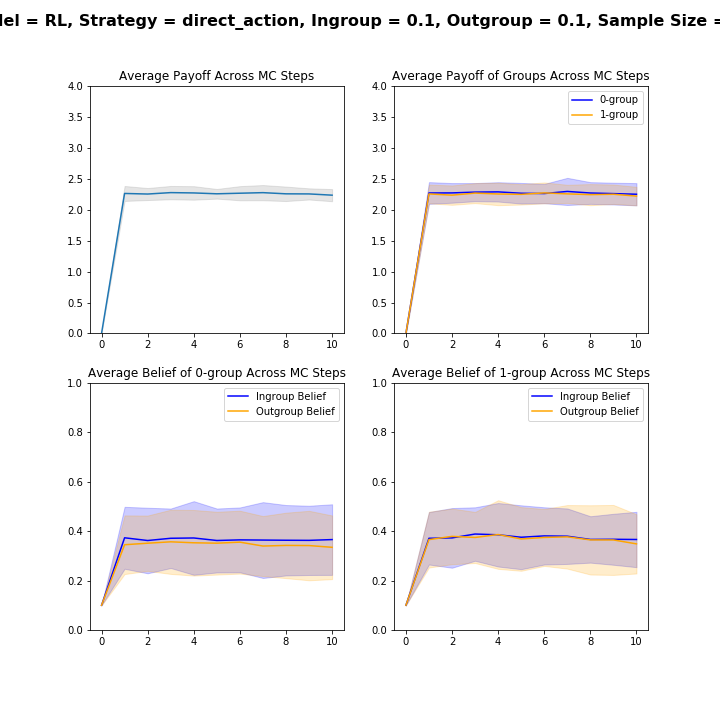 = RL, Strategy = direct_action, Ingroup = 0.1, Outgroup = 0.1, Sample Size =
Average Payoff Across MC Steps
4.0
3.5
3.0
2.5
2.0
1.5
1.0
0.5
0.0
0 2 4 6 8 10
Average Payoff of Groups Across MC Steps
0-group
1-group
4.0
3.5
3.0
2.5
2.0
1.5
1.0
0.5
0.0
0 2 4 6 8 10
Average Belief of 0-group Across MC Steps
Ingroup Belief
Outgroup Belief
1.0
0.8
0.6
0.4
0.2
0.0
0 2 4 6 8 10
Average Belief of 1-group Across MC Steps
Ingroup Belief
Outgroup Belief
1.0
0.8
0.6
0.4
0.2
0.0
0 2 4 6 8 10